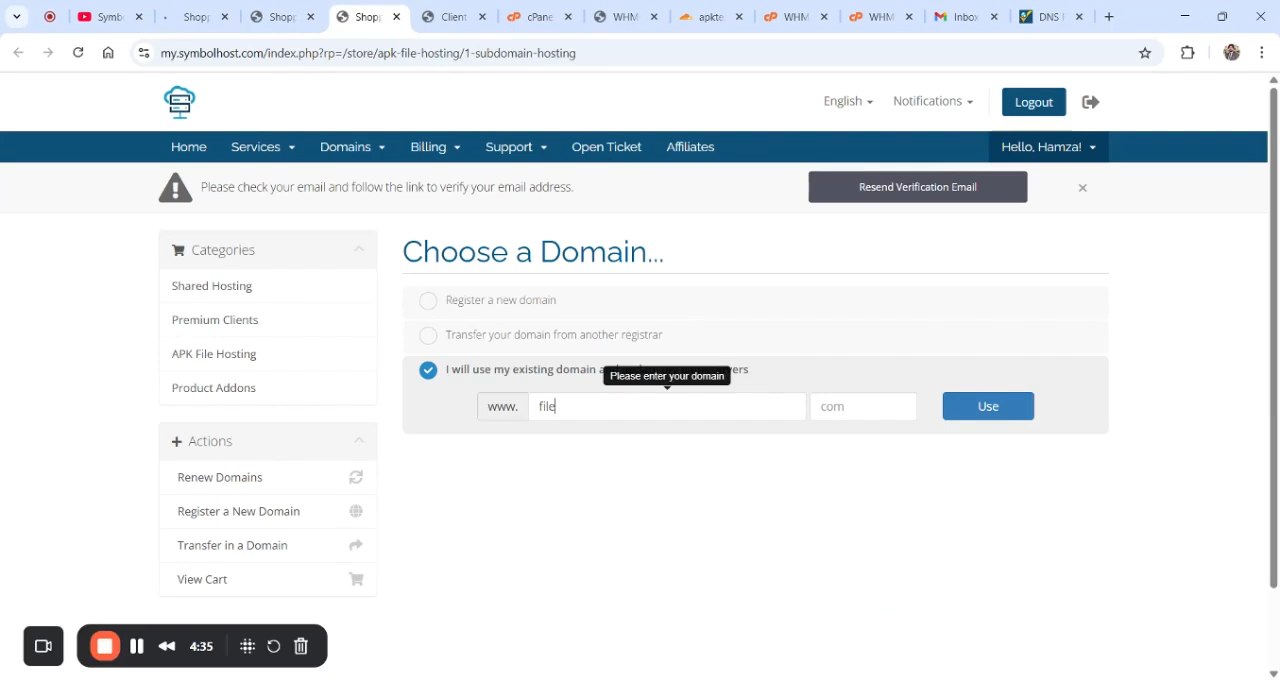 Symb
Shopp
Shopp
Shopp
Client
cPane
WHM
apkte
WHM
WHM
Inbox
DNS
my.symbolhost.com/index.php?rp=/store/apk-file-hosting/1-subdomain-hosting
English
Notifications
Logout
Home
Services
Domains
Billing
Support
Open Ticket
Affiliates
Hello, Hamza!
Please check your email and follow the link to verify your email address.
Resend Verification Email
Categories
Shared Hosting
Premium Clients
APK File Hosting
Product Addons
Actions
Renew Domains
Register a New Domain
Transfer in a Domain
View Cart
Choose a Domain...
Register a new domain
Transfer your domain from another registrar
I will use my existing domain a
vers
Please enter your domain
www.
file
com
Use
4:35